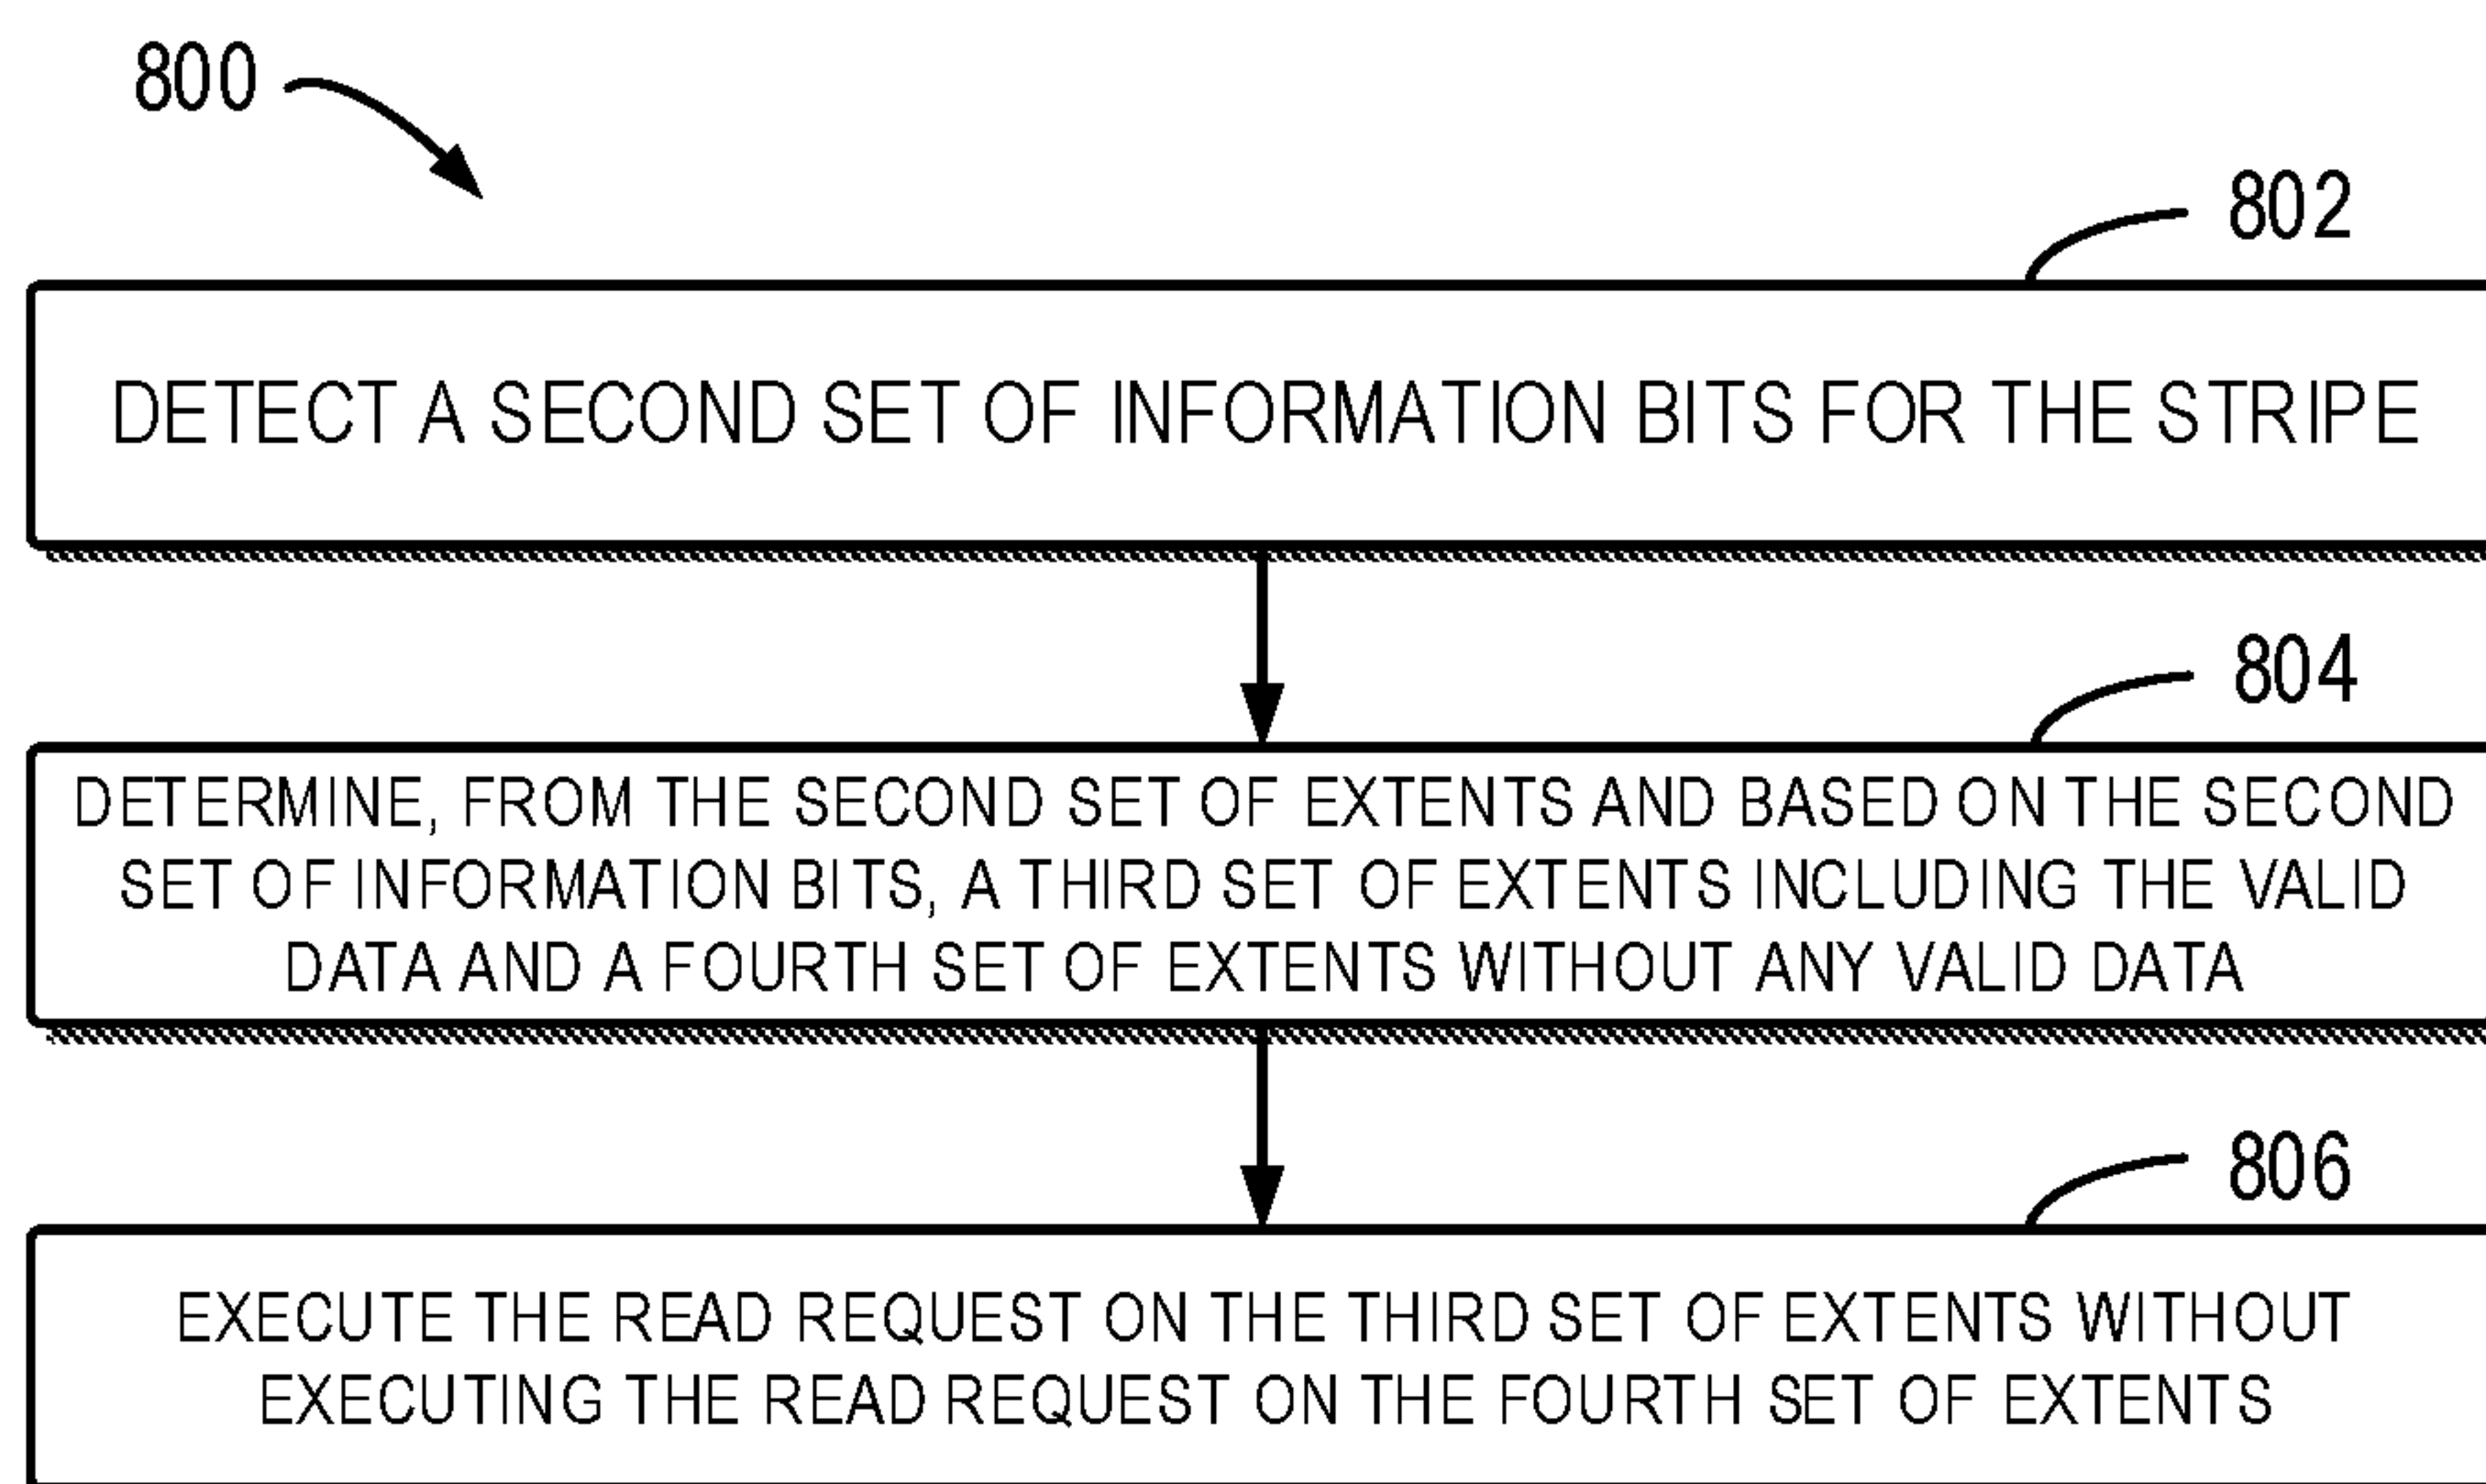 800
802
DETECT A SECOND SET OF INFORMATION BITS FOR THE STRIPE
804
DETERMINE, FROM THE SECOND SET OF EXTENTS AND BASED ON THE SECOND
SET OF INFORMATION BITS, A THIRD SET OF EXTENTS INCLUDING THE VALID
DATA AND A FOURTH SET OF EXTENTS WITHOUT ANY VALID DATA
806
EXECUTE THE READ REQUEST ON THE THIRD SET OF EXTENTS WITHOUT
EXECUTING THE READ REQUEST ON THE FOURTH SET OF EXTENTS